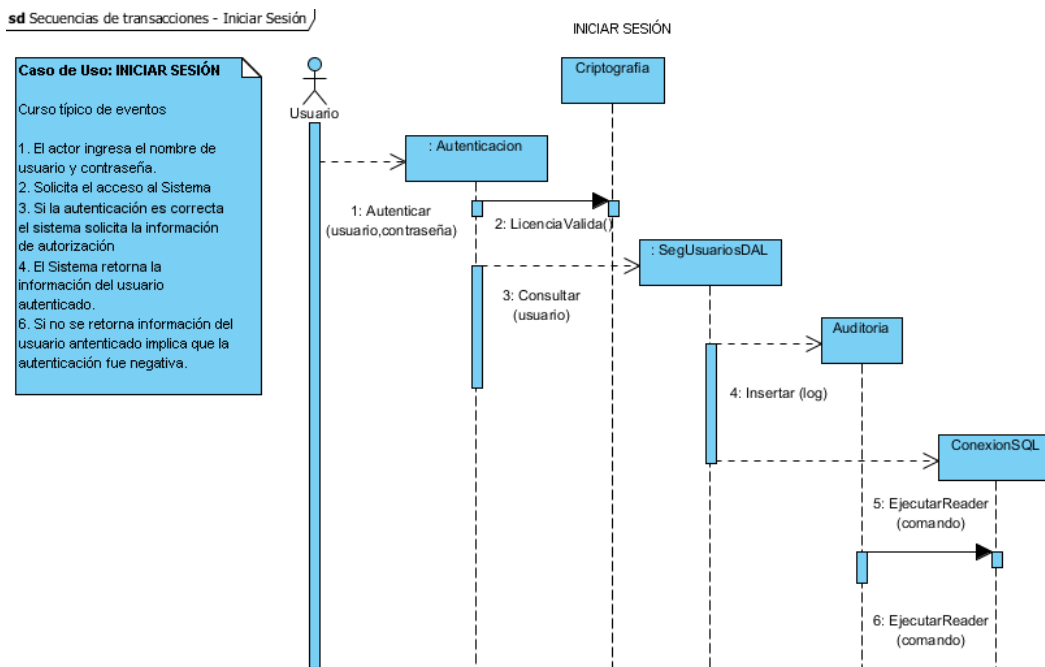 sd Secuencias de transacciones - Iniciar Sesión
INICIAR SESIÓN
Caso de Uso: INICIAR SESIÓN
Curso típico de eventos
1. El actor ingresa el nombre de
usuario y contraseña.
2. Solicita el acceso al Sistema
3. Si la autenticación es correcta
el sistema solicita la información
de autorización
4. El Sistema retorna la
información del usuario
autenticado.
6. Si no se retorna información del
usuario antenticado implica que la
autenticación fue negativa.
Usuario
Criptografia
: Autenticacion
1: Autenticar
(usuario,contraseña)
2: LicenciaValida()
: SegUsuariosDAL
3: Consultar
(usuario)
Auditoria
4: Insertar (log)
ConexionSQL
5: EjecutarReader
(comando)
6: EjecutarReader
(comando)